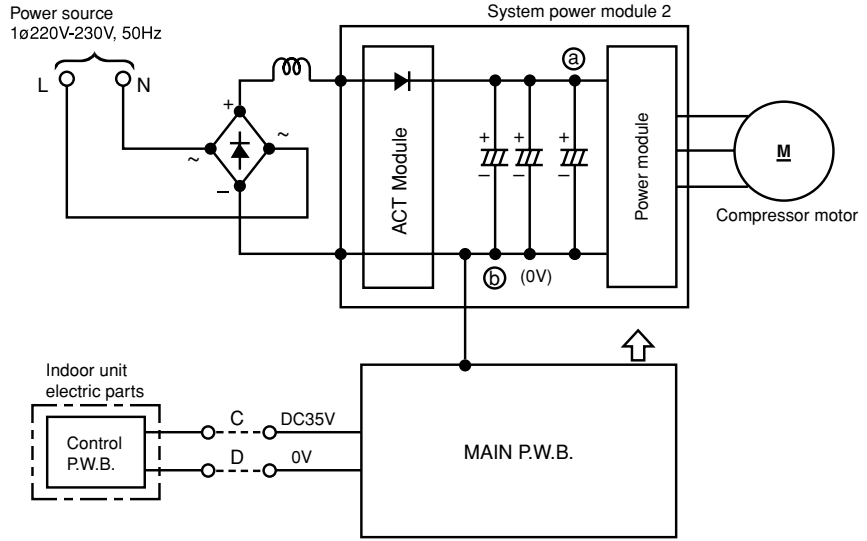 Power source
1ø220V-230V, 50Hz
System power module 2
L
N
+
~
~
−
ACT Module
a
+
+
+
−
−
−
b
(0V)
Power module
M
Compressor motor
Indoor unit
electric parts
Control
P.W.B.
C
DC35V
D
0V
MAIN P.W.B.